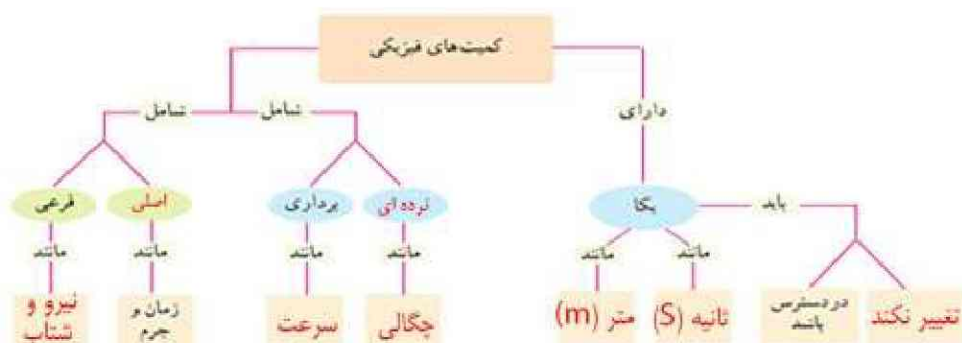 کمیت‌های فیزیکی
دارای
شامل
شامل
یکا
باید
نرده‌ای
برداری
اصلی
فرعی
مانند
مانند
مانند
مانند
مانند
مانند
تغییر نکند
در دسترس
باشد
ثانیه (S)
متر (m)
چگالی
سرعت
زمان و
جرم
نیرو و
شتاب